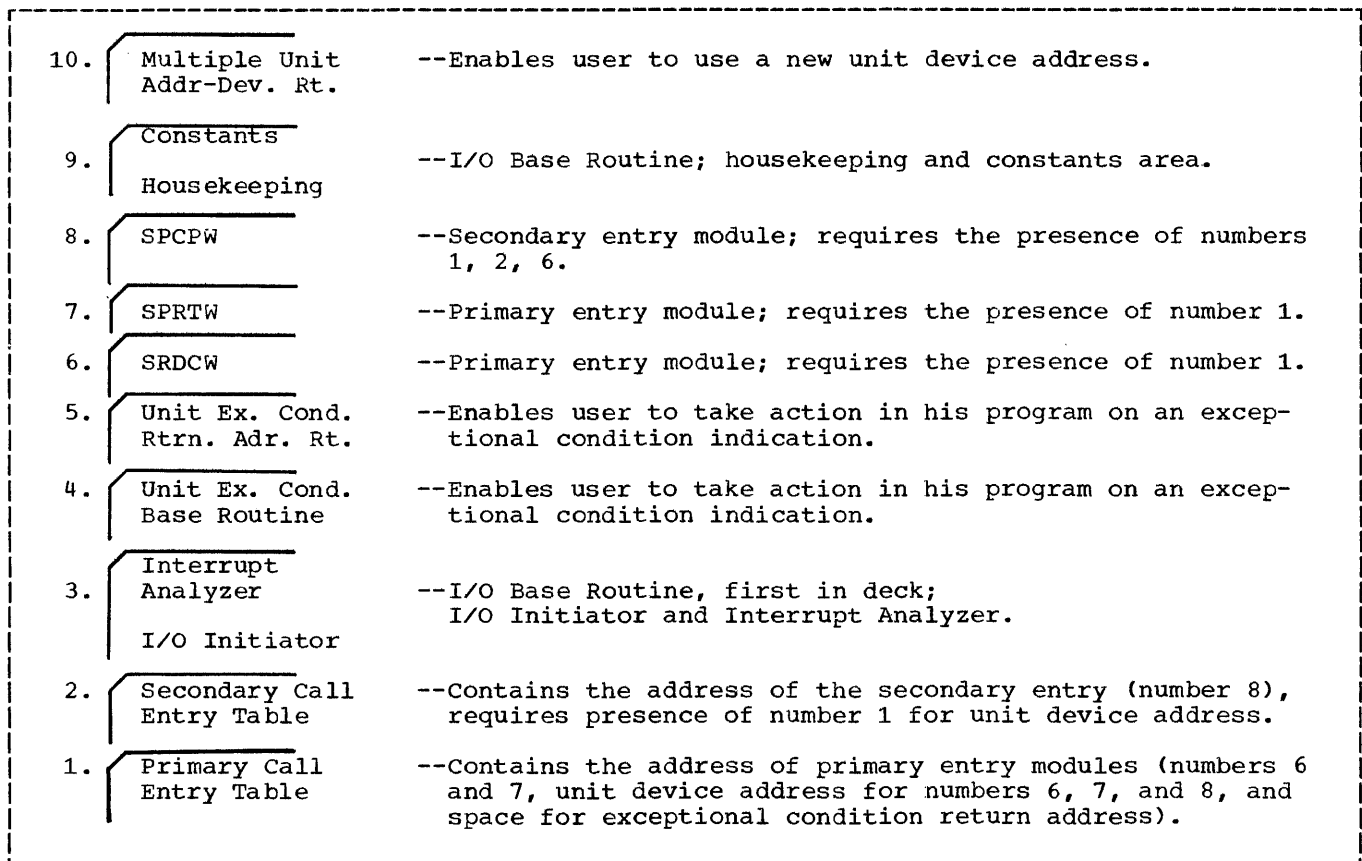 10. Multiple Unit --Enables user to use a new unit device address.
Addr-Dev. Rt.
Constants
9. --I/O Base Routine; housekeeping and constants area.
Housekeeping
8. SPCPW --Secondary entry module; requires the presence of numbers
1, 2, 6.
7. SPRTW --Primary entry module; requires the presence of number 1.
6. SRDCW --Primary entry module; requires the presence of number 1.
5. Unit Ex. Cond. --Enables user to take action in his program on an excep-
Rtrn. Adr. Rt. tional condition indication.
4. Unit Ex. Cond. --Enables user to take action in his program on an excep-
Base Routine tional condition indication.
Interrupt
3. Analyzer --I/O Base Routine, first in deck;
I/O Initiator and Interrupt Analyzer.
I/O Initiator
2. Secondary Call --Contains the address of the secondary entry (number 8),
Entry Table requires presence of number 1 for unit device address.
1. Primary Call --Contains the address of primary entry modules (numbers 6
Entry Table and 7, unit device address for numbers 6, 7, and 8, and
space for exceptional condition return address).